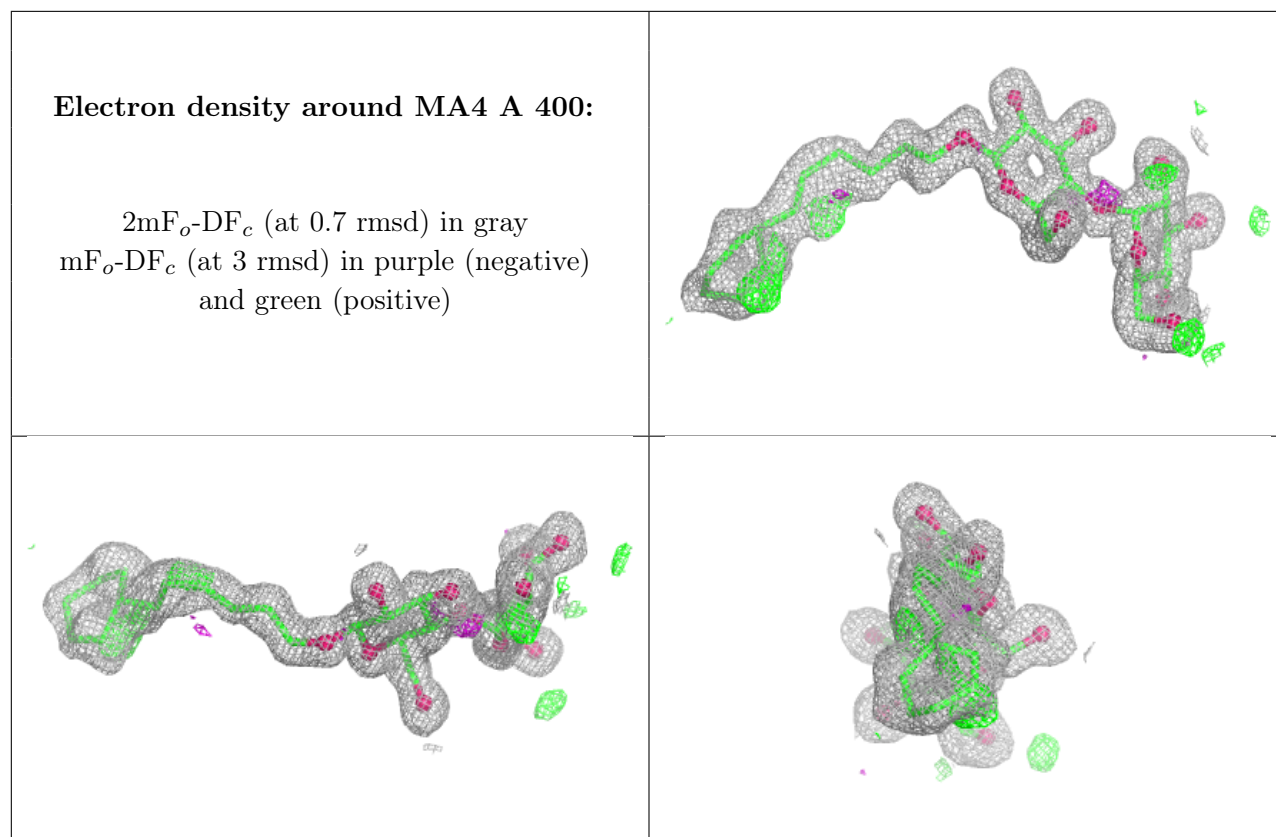 Electron density around MA4 A 400:
2mFo-DFc (at 0.7 rmsd) in gray
mFo-DFc (at 3 rmsd) in purple (negative)
and green (positive)